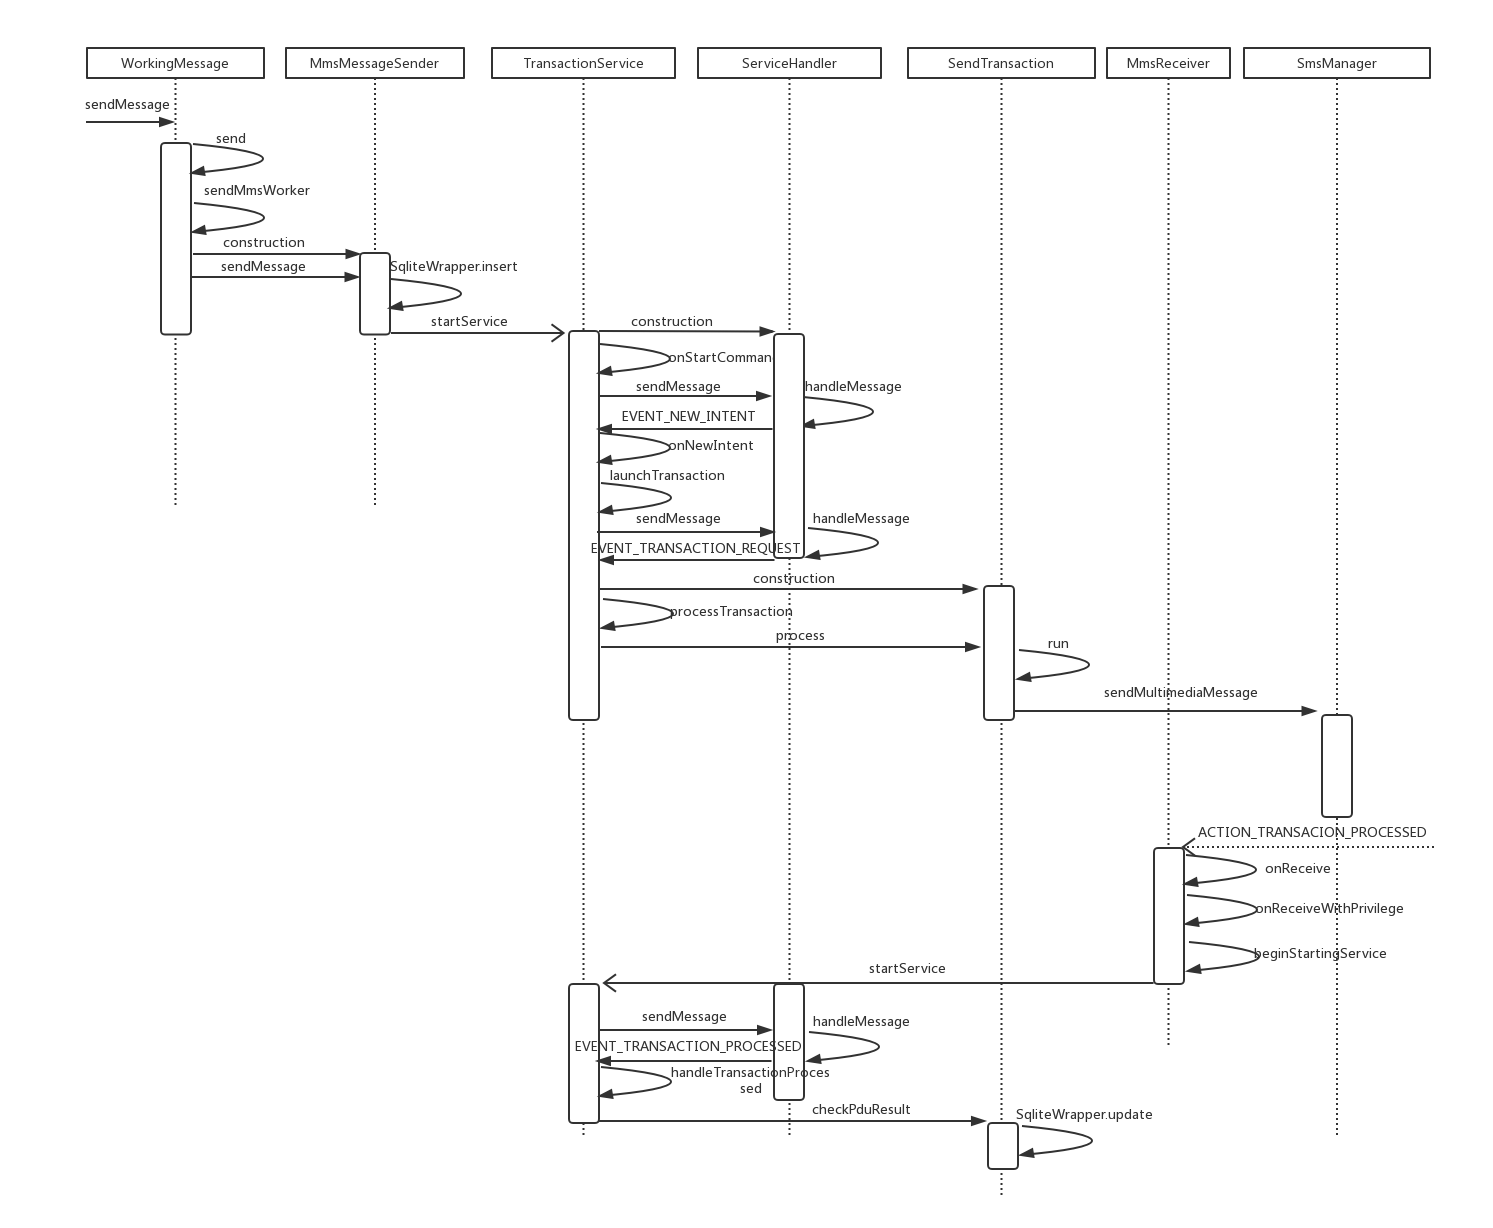 WorkingMessage
MmsMessageSender
TransactionService
ServiceHandler
SendTransaction
MmsReceiver
SmsManager
sendMessage
send
sendMmsWorker
construction
sendMessage
SqliteWrapper.insert
startService
construction
onStartComman
sendMessage
handleMessage
EVENT_NEW_INTENT
onNewIntent
launchTransaction
sendMessage
handleMessage
EVENT_TRANSACTION_REQUEST
construction
processTransaction
process
run
sendMultimediaMessage
ACTION_TRANSACION_PROCESSED
onReceive
onReceiveWithPrivilege
beginStartingService
startService
sendMessage
handleMessage
EVENT_TRANSACTION_PROCESSED
handleTransactionProces
sed
checkPduResult
SqliteWrapper.update